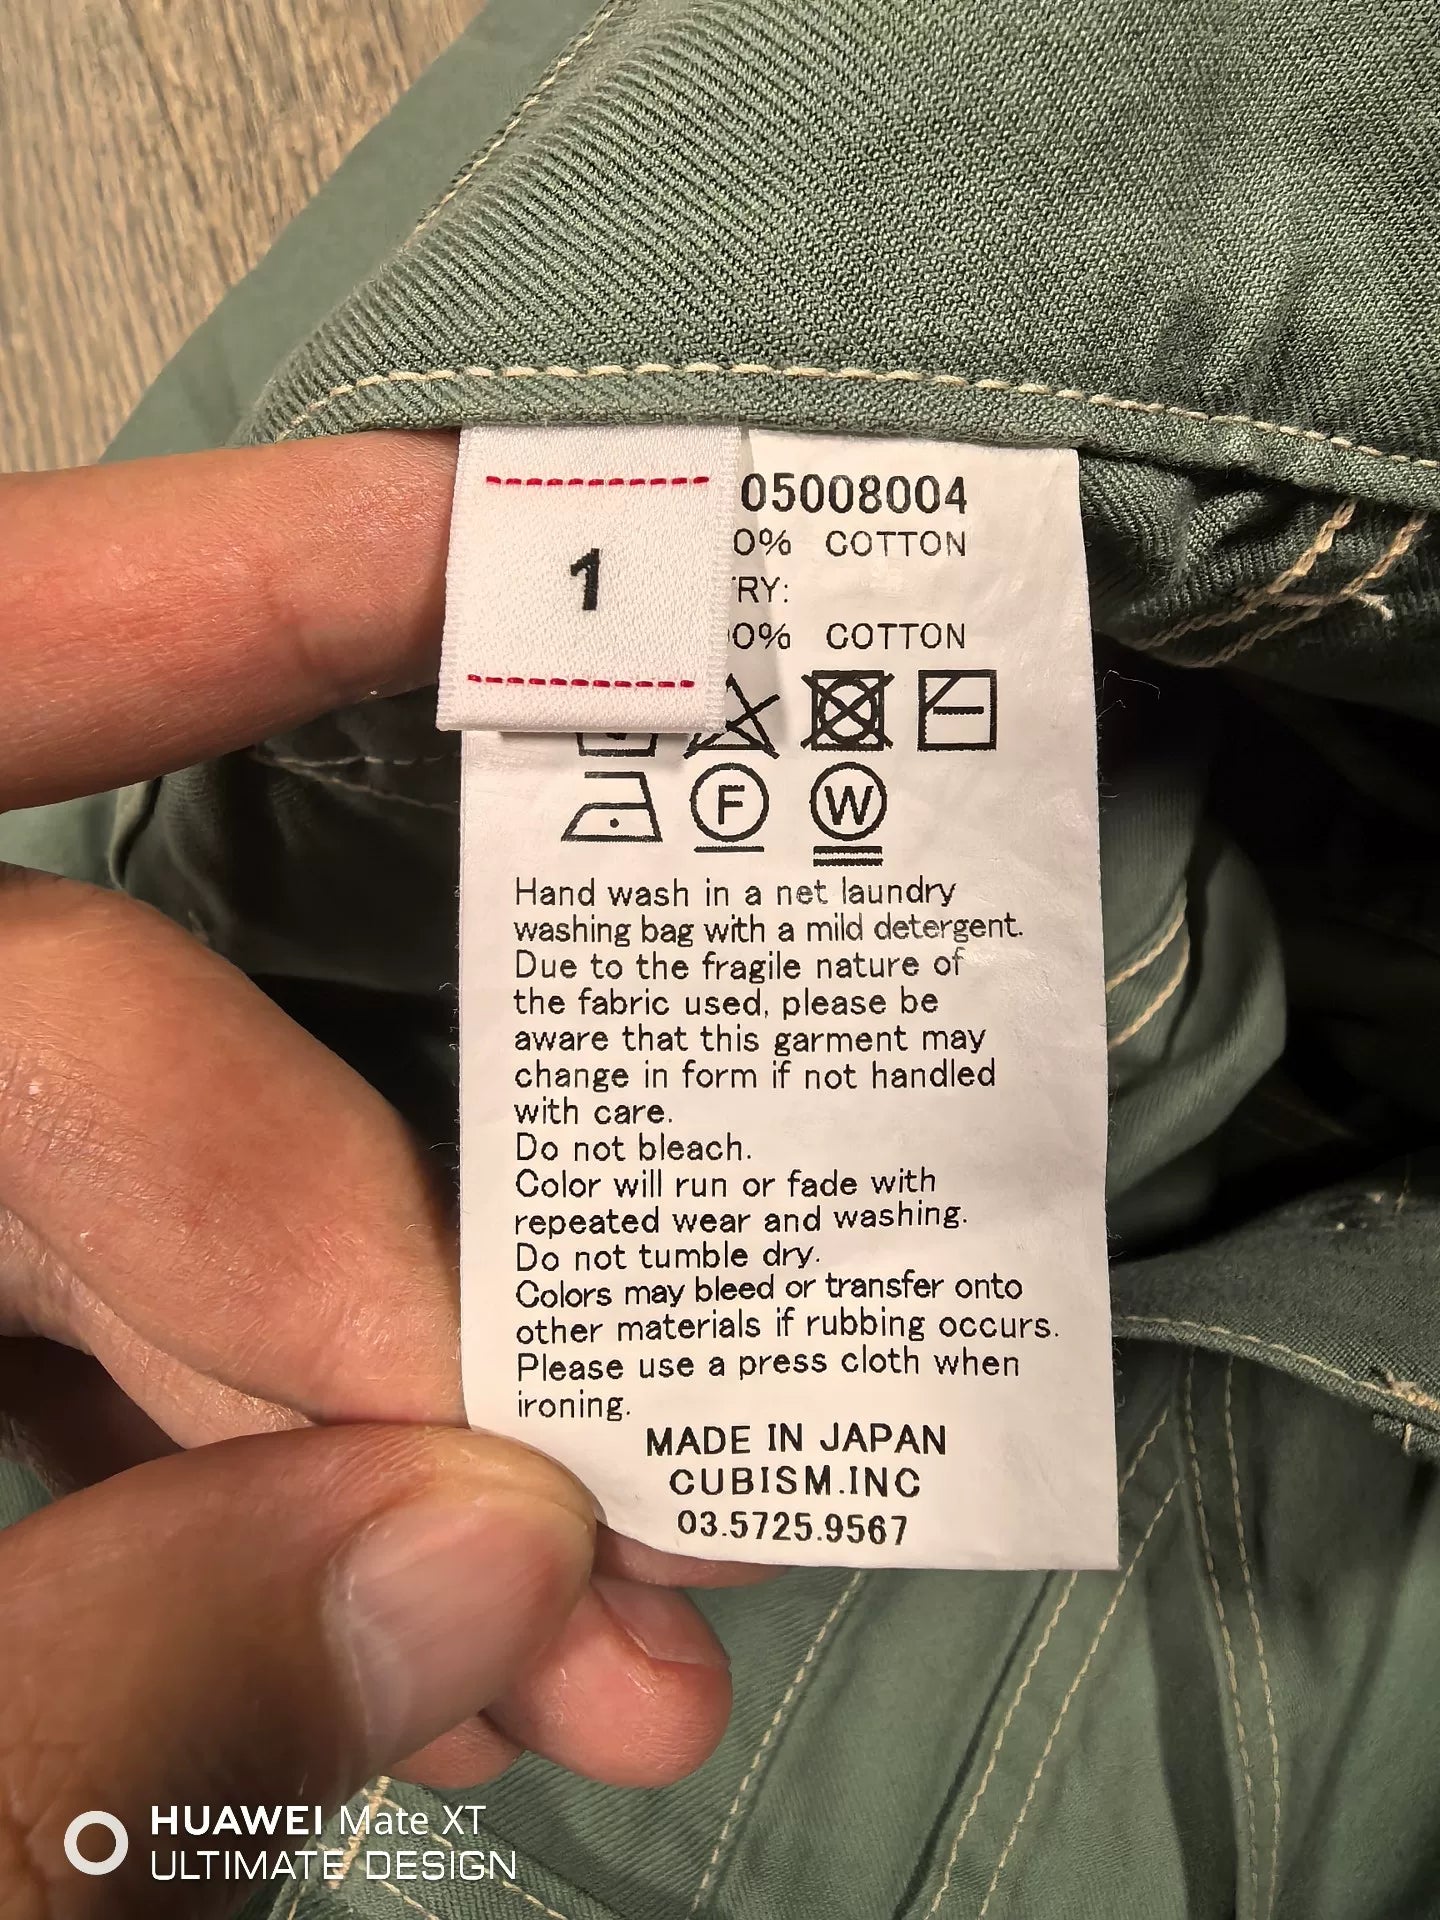 1
05008004
0% COTTON
RY:
00% COTTON
F
W
Hand wash in a net laundry
washing bag with a mild detergent.
Due to the fragile nature of
the fabric used, please be
aware that this garment may
change in form if not handled
with care.
Do not bleach.
Color will run or fade with
repeated wear and washing.
Do not tumble dry.
Colors may bleed or transfer onto
other materials if rubbing occurs.
Please use a press cloth when
ironing.
MADE IN JAPAN
CUBISM.INC
03.5725.9567
HUAWEI Mate XT
ULTIMATE DESIGN